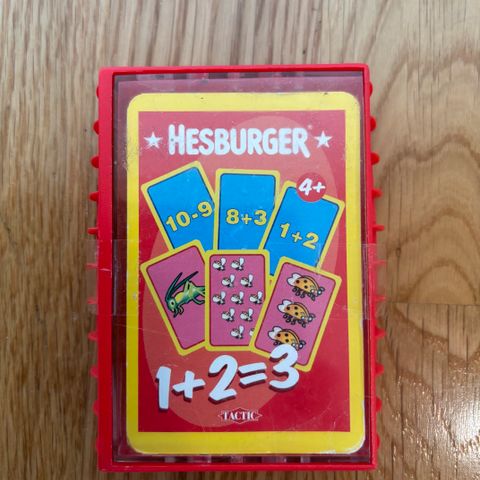 HESBURGER
4+
10-9
8+3
1+2
1+2=3
TACTIC